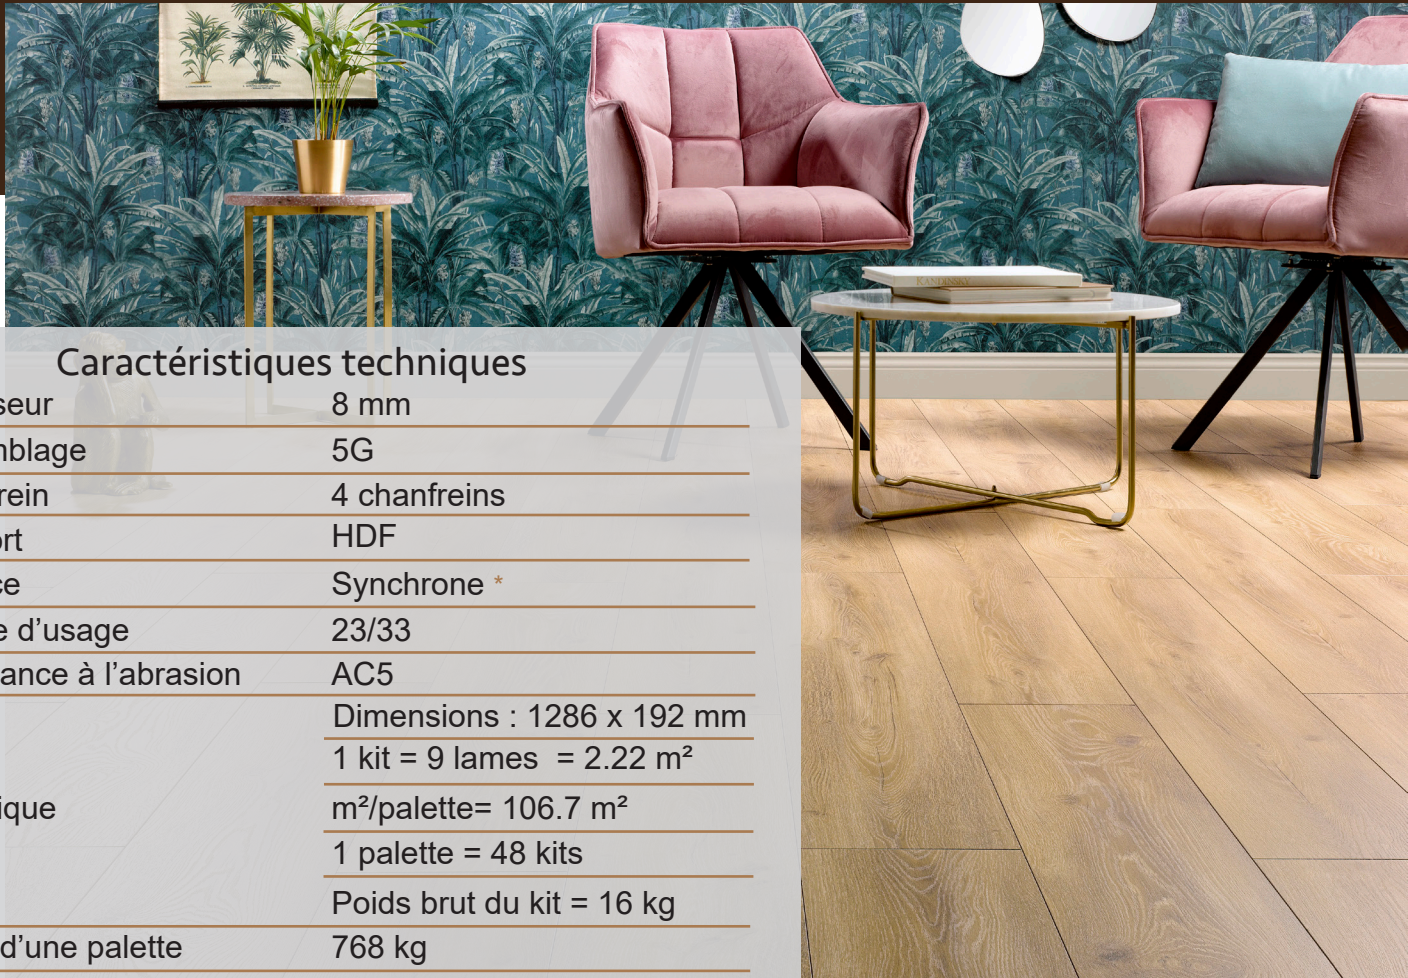 KANDINSKY
Caractéristiques techniques
seur 8 mm
nblage 5G
rein 4 chanfreins
ort HDF
ce Synchrone *
e d’usage 23/33
ance à l’abrasion AC5
Dimensions : 1286 x 192 mm
1 kit = 9 lames = 2.22 m²
ique m²/palette= 106.7 m²
1 palette = 48 kits
Poids brut du kit = 16 kg
d’une palette 768 kg